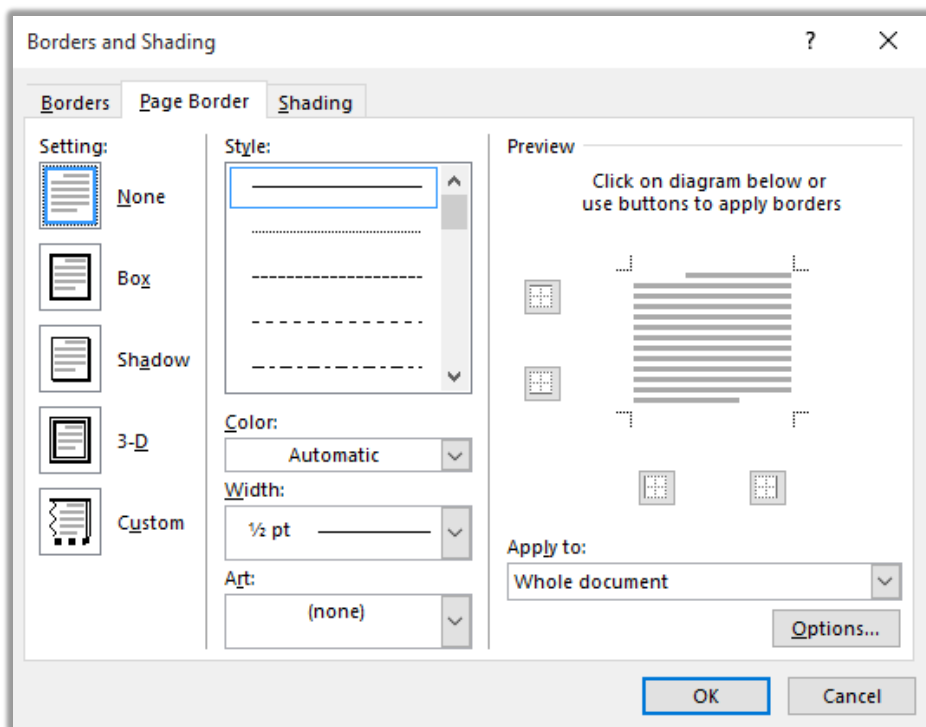 Borders and Shading
?
Borders
Page Border
Shading
Setting:
None
Box
Shadow
3-D
Custom
Style:
Color:
Automatic
Width:
½ pt
Art:
(none)
Preview
Click on diagram below or
use buttons to apply borders
Apply to:
Whole document
Options...
OK
Cancel